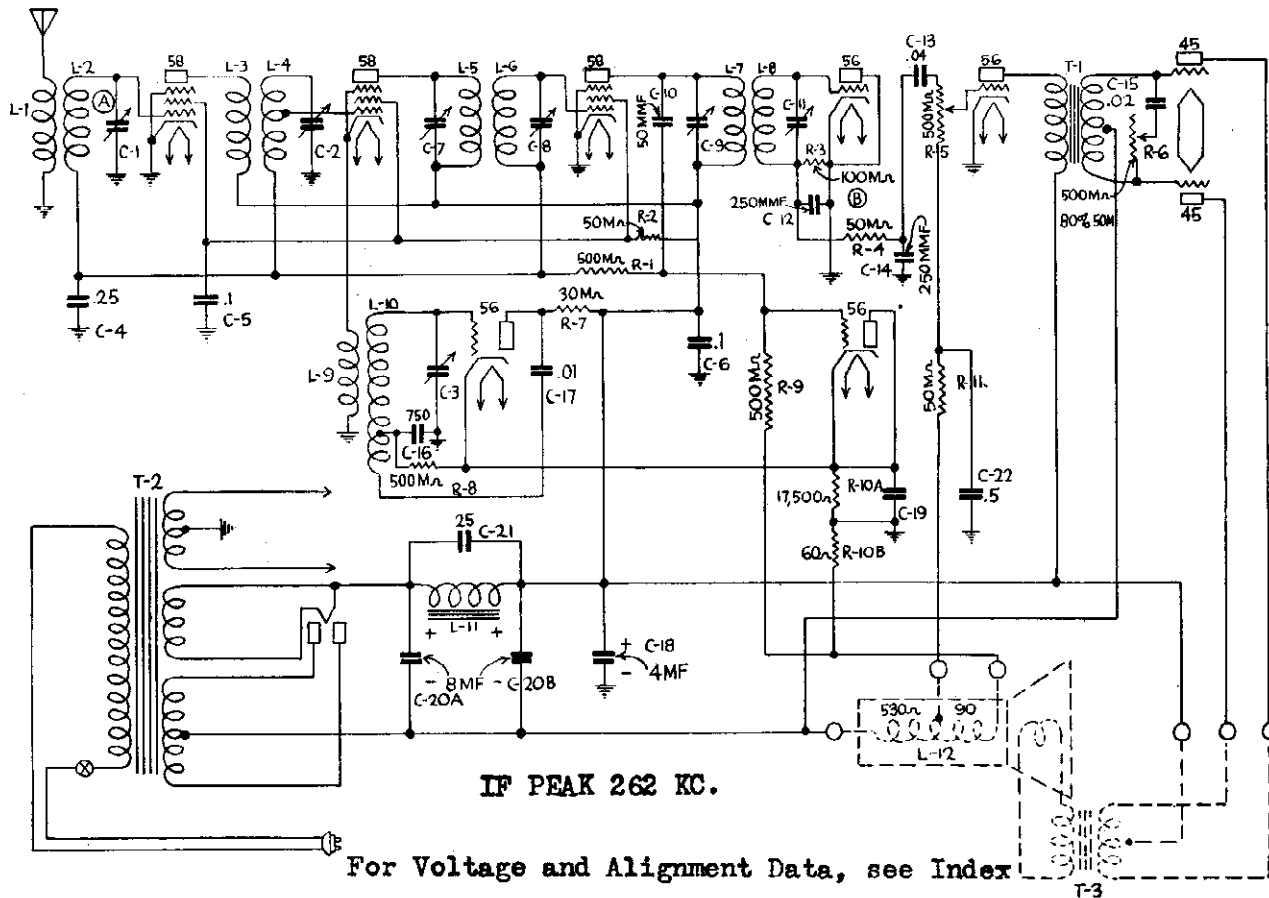 L-1
L-2
A
C-1
58
L-3
L-4
C-2
58
C-7
L-5
L-6
C-8
58
C-10
50MMF
C-9
L-7
L-8
C-11
56
R-3
100MΩ
B
250MMF
C-12
50MΩ
R-4
C-14
250MMF
C-13
.04
500MΩ
R-5
56
T-1
C-15
.02
R-6
500MΩ
80% 50M
45
45
50MΩ
R-2
500MΩ
R-1
.25
C-4
.1
C-5
L-9
L-10
C-3
56
30MΩ
R-7
.01
C-17
750
C-16
500MΩ
R-8
.1
C-6
500MΩ
R-9
56
17,500Ω
R-10A
C-19
60Ω
R-10B
50MΩ
R-11
C-22
.5
T-2
25
C-21
+ L-11 +
- 8MF -
C-20A
C-20B
+
-
C-18
4MF
530Ω
90
L-12
T-3
IF PEAK 262 KC.
For Voltage and Alignment Data, see Index